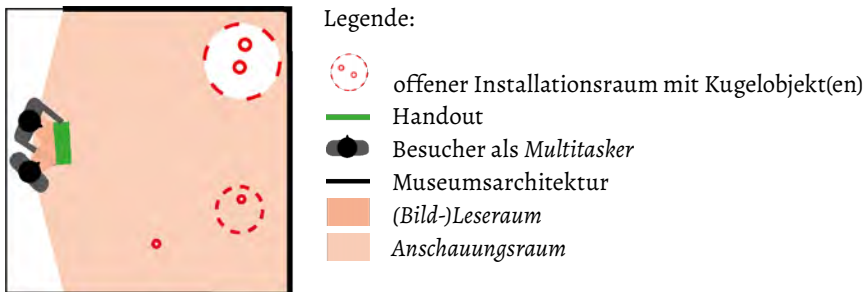 Legende:
offener Installationsraum mit Kugelobjekt(en)
Handout
Besucher als Multitasker
Museumsarchitektur
(Bild-)Leseraum
Anschauungsraum